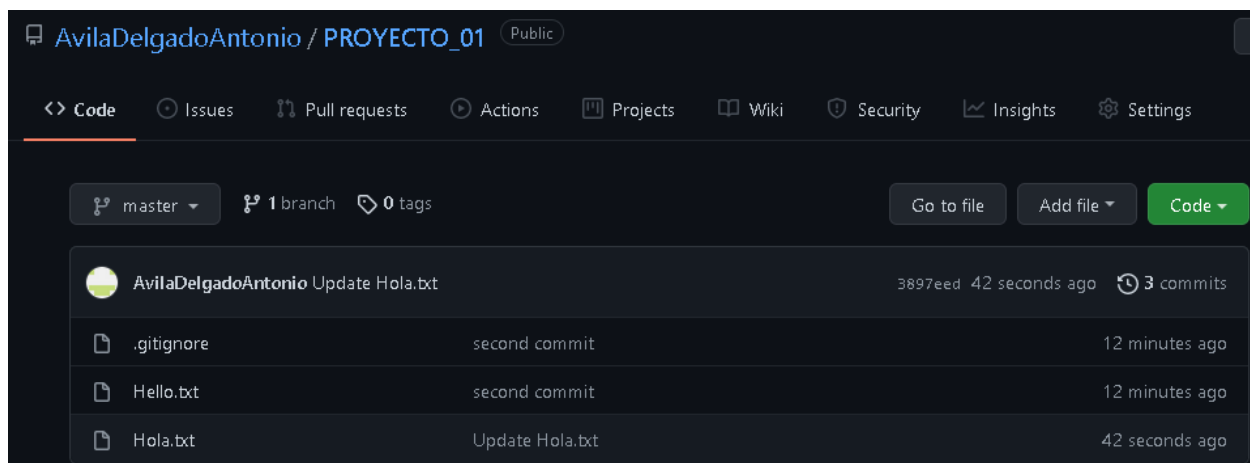 AvilaDelgadoAntonio / PROYECTO_01 Public
<> Code Issues Pull requests Actions Projects Wiki Security Insights Settings
master 1 branch 0 tags Go to file Add file Code
AvilaDelgadoAntonio Update Hola.txt 3897eed 42 seconds ago 3 commits
.gitignore second commit 12 minutes ago
Hello.txt second commit 12 minutes ago
Hola.txt Update Hola.txt 42 seconds ago